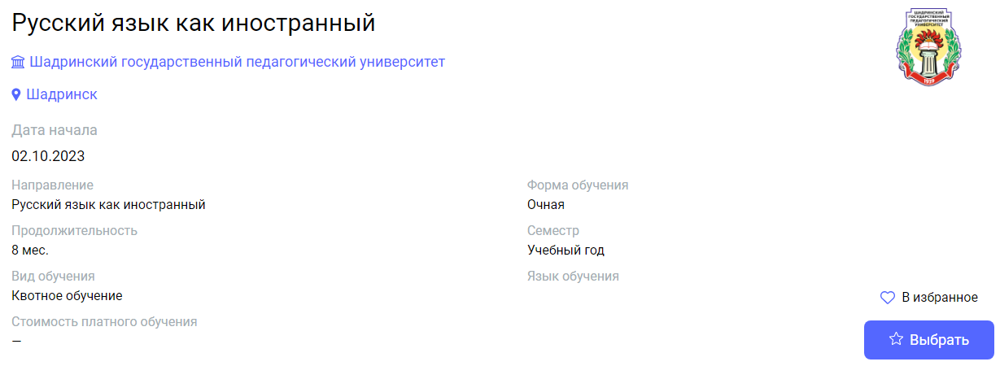 Русский язык как иностранный
Шадринский государственный педагогический университет
Шадринск
Дата начала
02.10.2023
Направление
Русский язык как иностранный
Форма обучения
Очная
Продолжительность
8 мес.
Семестр
Учебный год
Вид обучения
Квотное обучение
Язык обучения
Стоимость платного обучения
—
ШАДРИНСКИЙ
ГОСУДАРСТВЕННЫЙ
ПЕДАГОГИЧЕСКИЙ
УНИВЕРСИТЕТ
1939
В избранное
Выбрать